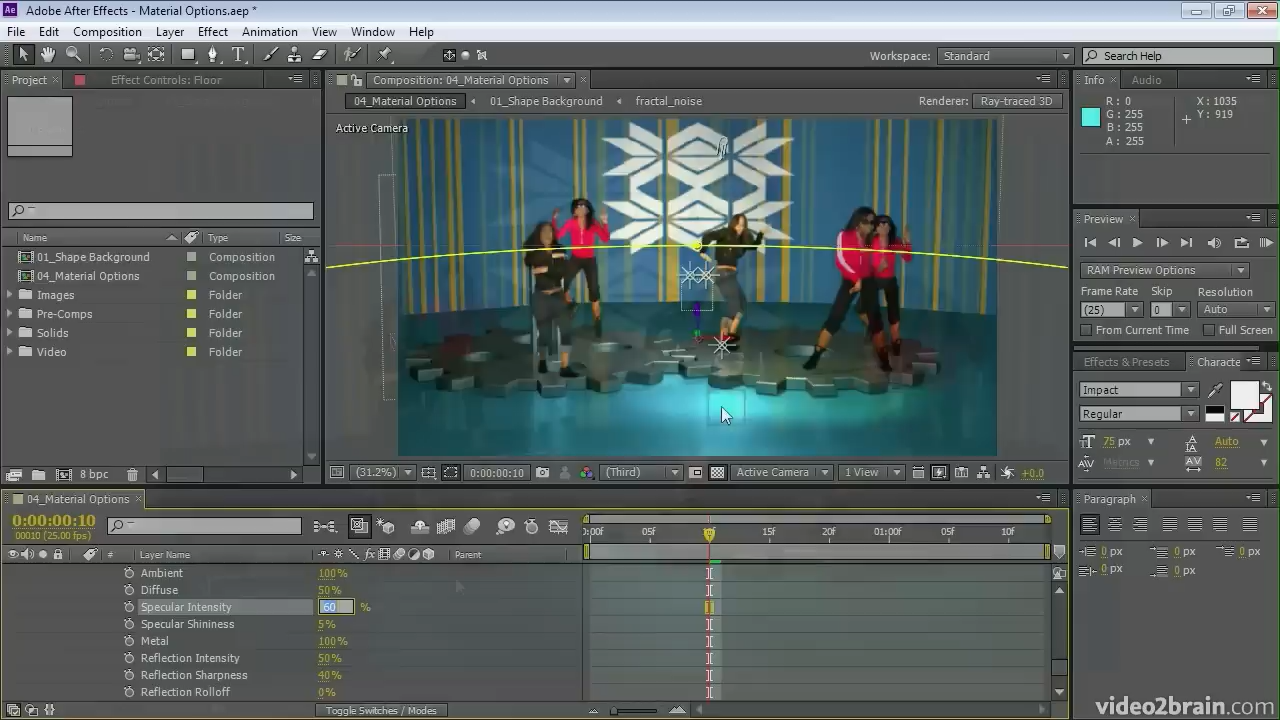 Adobe After Effects - Material Options.aep *
File Edit Composition Layer Effect Animation View Window Help
Workspace: Standard Search Help
Project Effect Controls: Floor
Composition: 04_Material Options
Info Audio
04_Material Options 01_Shape Background fractal_noise
Renderer: Ray-traced 3D
R: 0 X: 1035
G: 255 Y: 919
B: 255
A: 255
Active Camera
Preview
Name Type Size
01_Shape Background Composition
04_Material Options Composition
Images Folder
Pre-Comps Folder
Solids Folder
Video Folder
RAM Preview Options
Frame Rate Skip Resolution
(25) 0 Auto
From Current Time Full Screen
Effects & Presets Characte
Impact
Regular
75 px Auto
Metrics 82
8 bpc
(31.2%) 0:00:00:10 (Third) Active Camera 1 View +0.0
04_Material Options
Paragraph
0:00:00:10
00010 (25.00 fps)
0:00f 05f 10f 15f 20f 01:00f 05f 10f
# Layer Name Parent
0 px 0 px 0 px
0 px 0 px
Ambient 100%
Diffuse 50%
Specular Intensity 60 %
Specular Shininess 5%
Metal 100%
Reflection Intensity 50%
Reflection Sharpness 40%
Reflection Rolloff 0%
Toggle Switches / Modes
video2brain.com